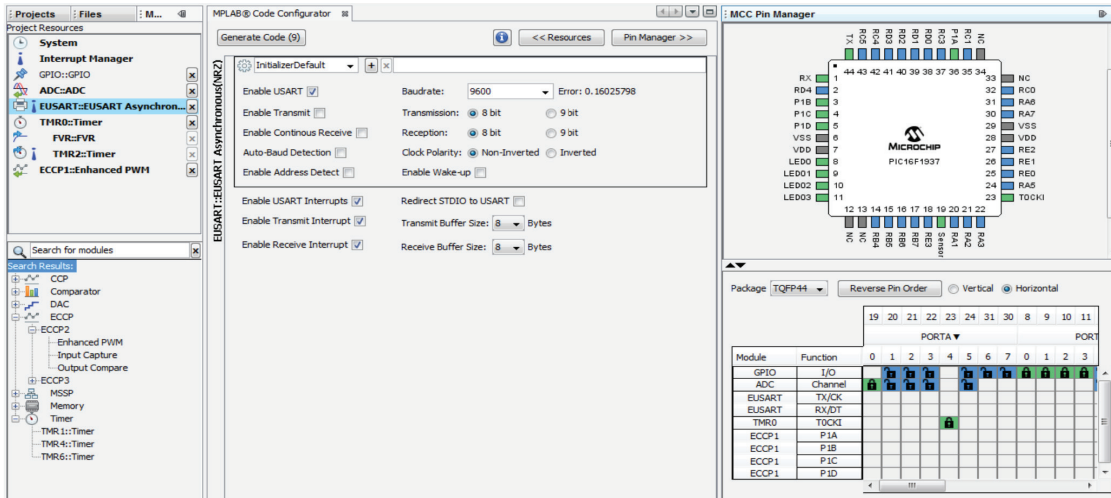 Projects Files M...
Project Resources
System
Interrupt Manager
GPIO::GPIO
ADC::ADC
EUSART::EUSART Asynchron...
TMR0::Timer
FVR::FVR
TMR2::Timer
ECCP1::Enhanced PWM
Search for modules
Search Results:
CCP
Comparator
DAC
ECCP
ECCP2
Enhanced PWM
Input Capture
Output Compare
ECCP3
MSSP
Memory
Timer
TMR1::Timer
TMR4::Timer
TMR6::Timer
MPLAB® Code Configurator
Generate Code (9) << Resources Pin Manager >>
EUSART::EUSART Asynchronous(NR2)
InitializerDefault
Enable USART Baudrate: 9600 Error: 0.16025798
Enable Transmit Transmission: 8 bit 9 bit
Enable Continous Receive Reception: 8 bit 9 bit
Auto-Baud Detection Clock Polarity: Non-Inverted Inverted
Enable Address Detect Enable Wake-up
Enable USART Interrupts Redirect STDIO to USART
Enable Transmit Interrupt Transmit Buffer Size: 8 Bytes
Enable Receive Interrupt Receive Buffer Size: 8 Bytes
MCC Pin Manager
TX RC5 RC4 RD3 RD2 RD1 RD0 RC3 P1A RC1 NC
44 43 42 41 40 39 38 37 36 35 34
RX 1 33 NC
RD4 2 32 RC0
P1B 3 31 RA6
P1C 4 30 RA7
P1D 5 29 VSS
VSS 6 28 VDD
VDD 7 27 RE2
LED0 8 26 RE1
LED01 9 25 RE0
LED02 10 24 RA5
LED03 11 23 T0CKI
MICROCHIP
PIC16F1937
12 13 14 15 16 17 18 19 20 21 22
NC NC RB4 RB5 RB6 RB7 RE3 Sensor RA1 RA2 RA3
Package TQFP44 Reverse Pin Order Vertical Horizontal
19 20 21 22 23 24 31 30 8 9 10 11
PORTA▼ PORT
Module Function 0 1 2 3 4 5 6 7 0 1 2 3
GPIO I/O
ADC Channel
EUSART TX/CK
EUSART RX/DT
TMR0 T0CKI
ECCP1 P1A
ECCP1 P1B
ECCP1 P1C
ECCP1 P1D